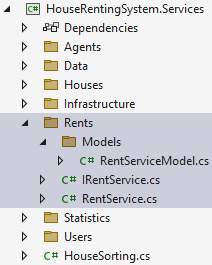 C# HouseRentingSystem.Services
Dependencies
Agents
Data
Houses
Infrastructure
Rents
Models
C# RentServiceModel.cs
C# IRentService.cs
C# RentService.cs
Statistics
Users
C# HouseSorting.cs